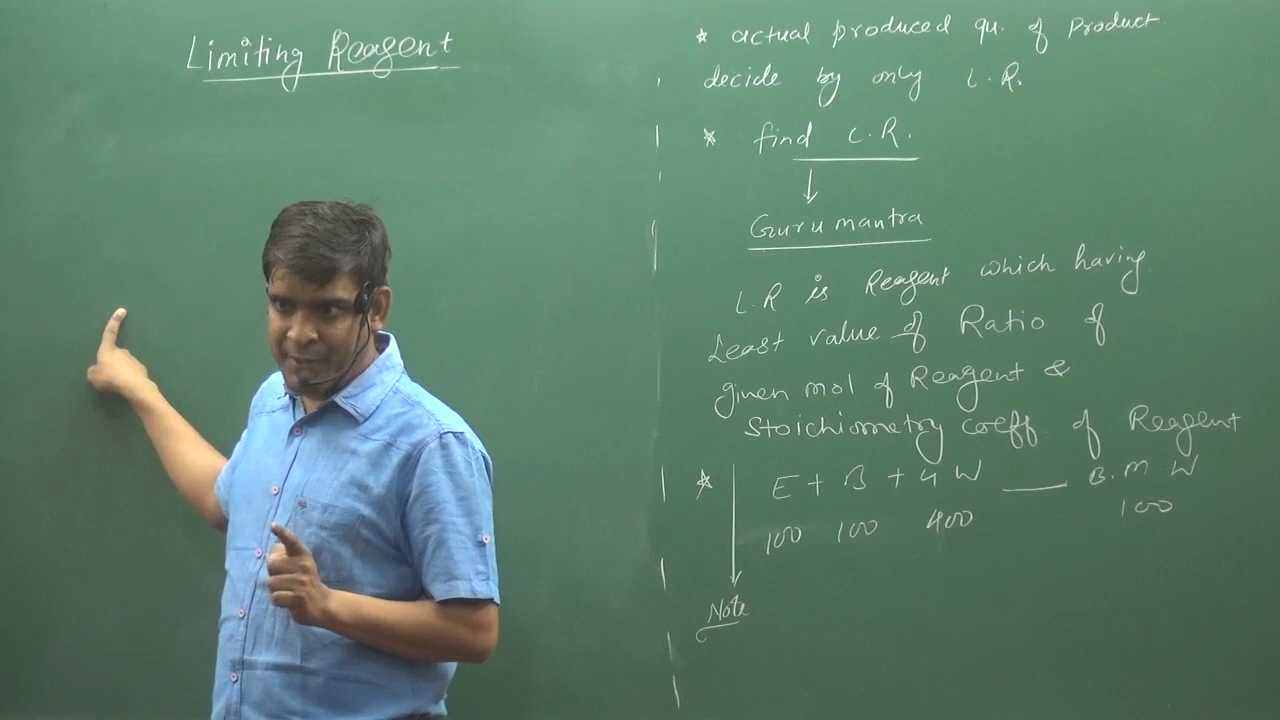 Limiting Reagent
* actual produced qu. of Product
decide by only L.R.
* find L.R.
↓
Gurumantra
L.R is Reagent which having
Least value of Ratio of
given mol of Reagent &
Stoichiometry coeff. of Reagent
* E + B + 4 W —— B.M W
100 100 400 100
Note